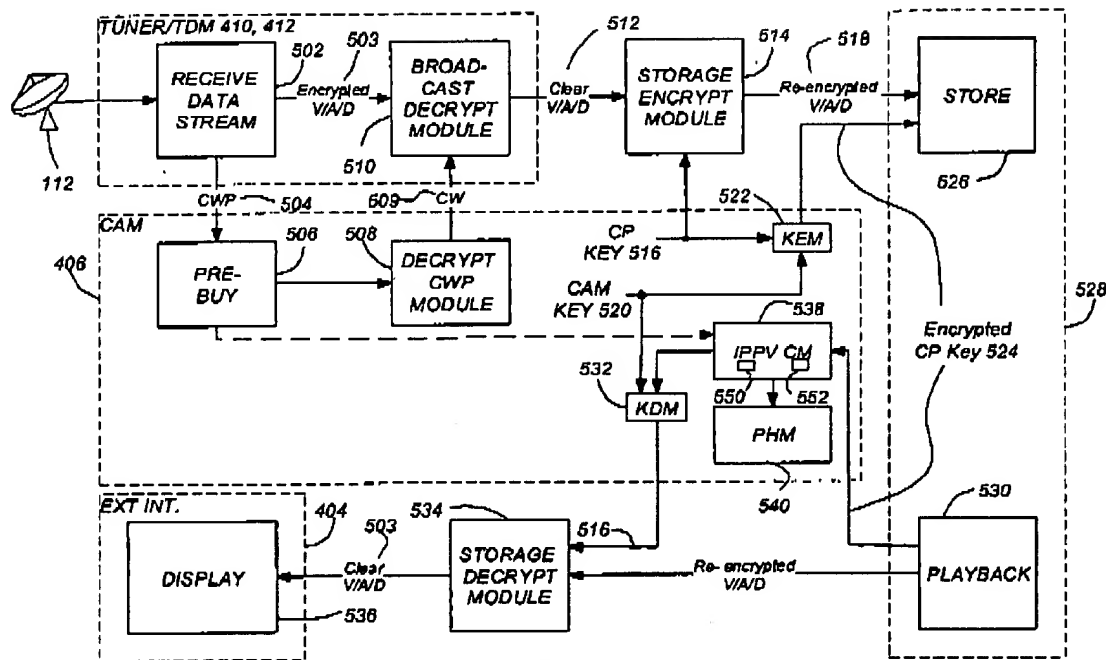 TUNER/TDM 410, 412
502
503
512
514
518
RECEIVE
DATA
STREAM
Encrypted
V/A/D
BROAD-
CAST
DECRYPT
MODULE
Clear
V/A/D
STORAGE
ENCRYPT
MODULE
Re-encrypted
V/A/D
STORE
510
112
CWP
504
509
CW
522
526
CAM
506
508
CP
KEY 516
KEM
406
PRE-
BUY
DECRYPT
CWP
MODULE
CAM
KEY 520
538
528
Encrypted
CP Key 524
IPPV CM
532
550
552
KDM
PHM
540
EXT INT.
534
530
404
503
516
DISPLAY
Clear
V/A/D
STORAGE
DECRYPT
MODULE
Re-encrypted
V/A/D
PLAYBACK
536